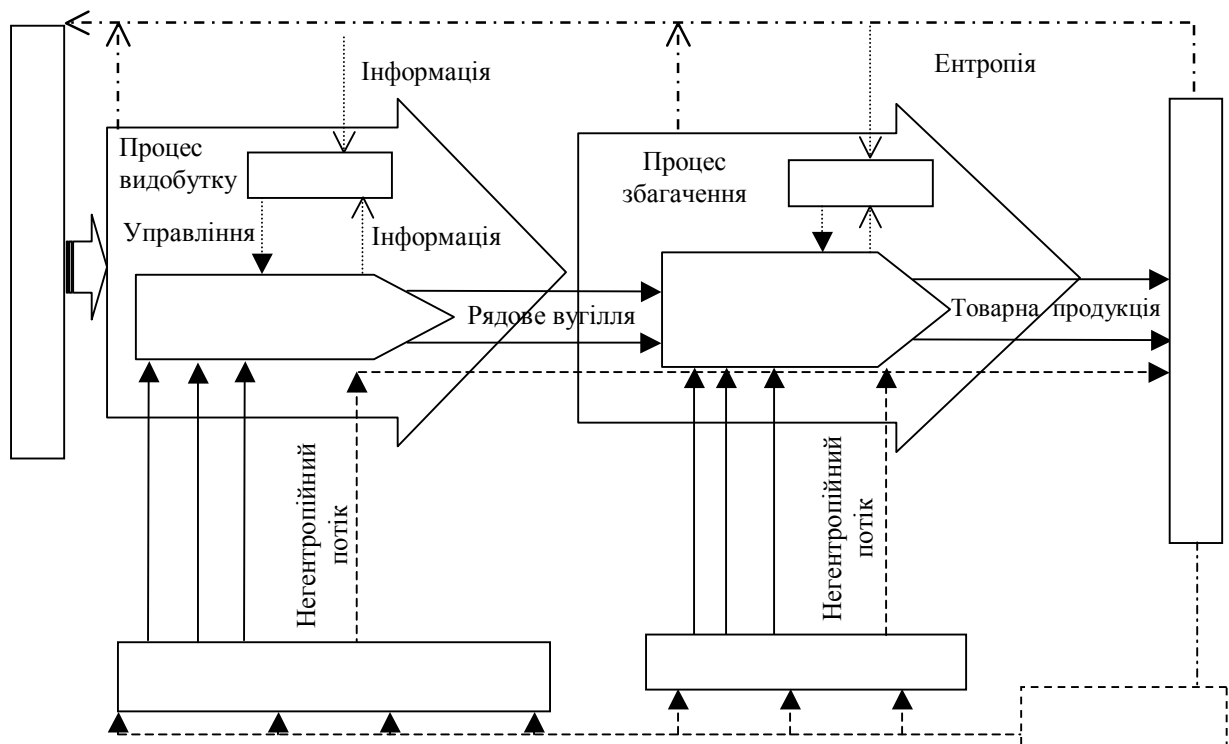 Інформація
Ентропія
Процес
видобутку
Процес
збагачення
Управління
Інформація
Рядове вугілля
Товарна продукція
Негентропійний
потік
Негентропійний
потік